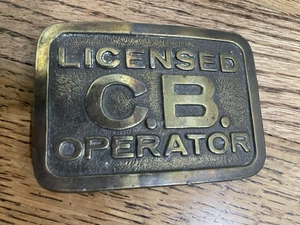 LICENSED
C.B.
OPERATOR